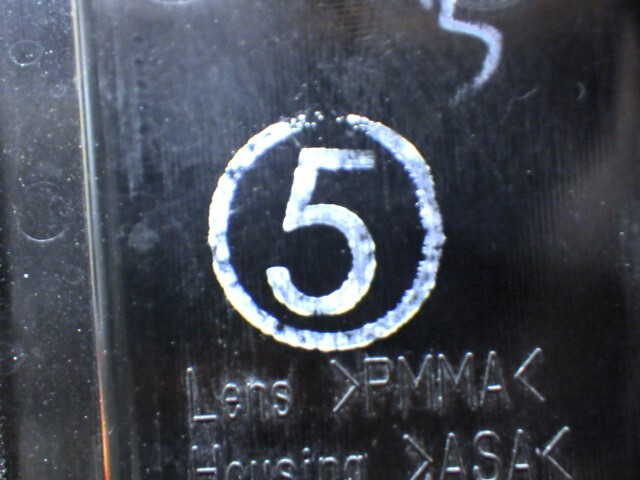 5
Lens >PMMA<
Housing >ASA<